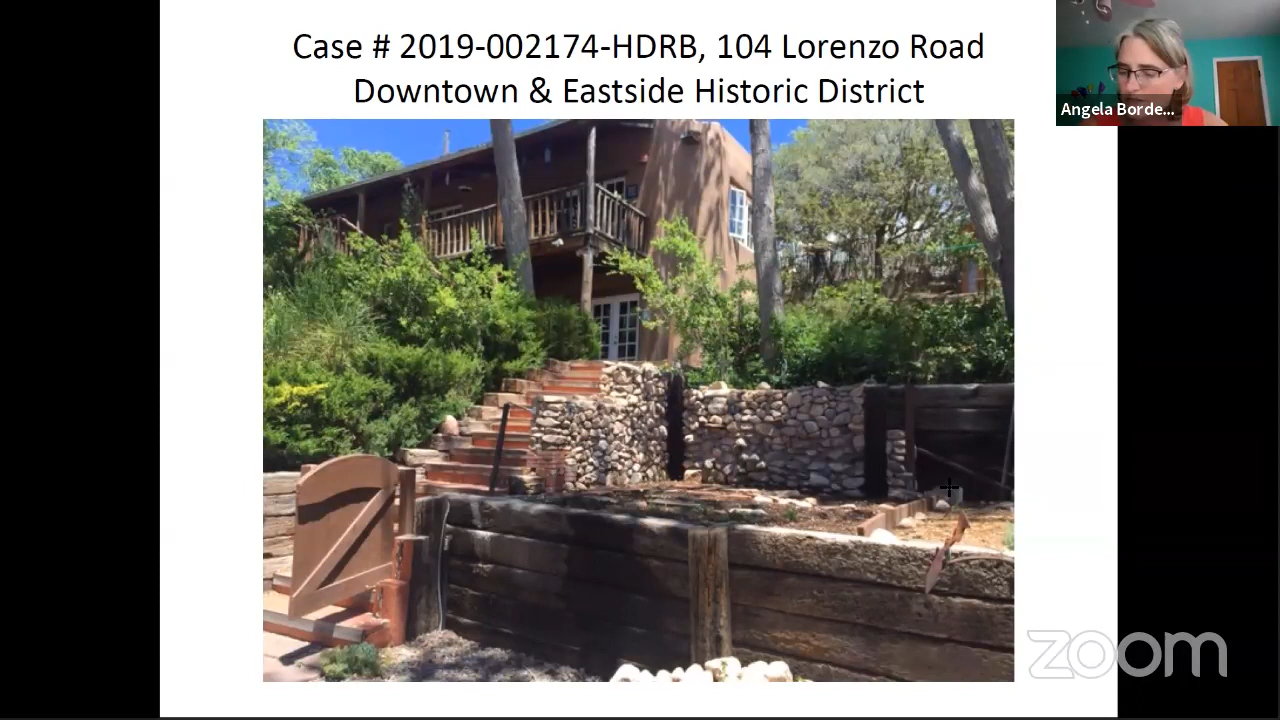 Case # 2019-002174-HDRB, 104 Lorenzo Road
Downtown & Eastside Historic District
Angela Borde...
zoom